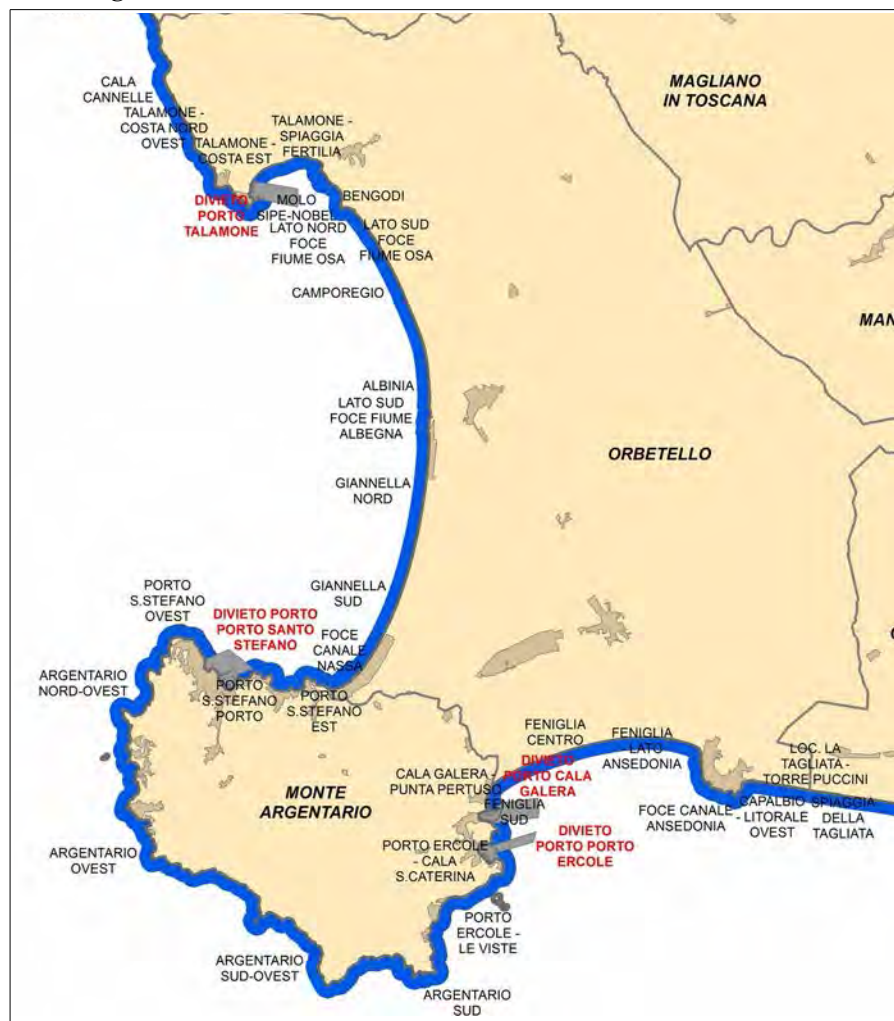 MAGLIANO
IN TOSCANA
CALA
CANNELLE
TALAMONE -
COSTA NORD
OVEST
TALAMONE -
COSTA EST
TALAMONE -
SPIAGGIA
FERTILIA
DIVIETO
PORTO
TALAMONE
MOLO
SIPE-NOBEL
LATO NORD
FOCE
FIUME OSA
BENGODI
LATO SUD
FOCE
FIUME OSA
CAMPOREGIO
MAN
ALBINIA
LATO SUD
FOCE FIUME
ALBEGNA
ORBETELLO
GIANNELLA
NORD
GIANNELLA
SUD
PORTO
S.STEFANO
OVEST
DIVIETO PORTO
PORTO SANTO
STEFANO
FOCE
CANALE
NASSA
ARGENTARIO
NORD-OVEST
PORTO
S.STEFANO
PORTO
PORTO
S.STEFANO
EST
FENIGLIA
CENTRO
FENIGLIA
- LATO
ANSEDONIA
LOC. LA
TAGLIATA -
TORRE PUCCINI
CALA GALERA -
PUNTA PERTUSO
DIVIETO
PORTO CALA
GALERA
MONTE
ARGENTARIO
FENIGLIA
SUD
FOCE CANALE
ANSEDONIA
CAPALBIO
- LITORALE
OVEST
SPIAGGIA
DELLA
TAGLIATA
DIVIETO
PORTO PORTO
ERCOLE
PORTO ERCOLE
- CALA
S.CATERINA
ARGENTARIO
OVEST
PORTO
ERCOLE -
LE VISTE
ARGENTARIO
SUD-OVEST
ARGENTARIO
SUD